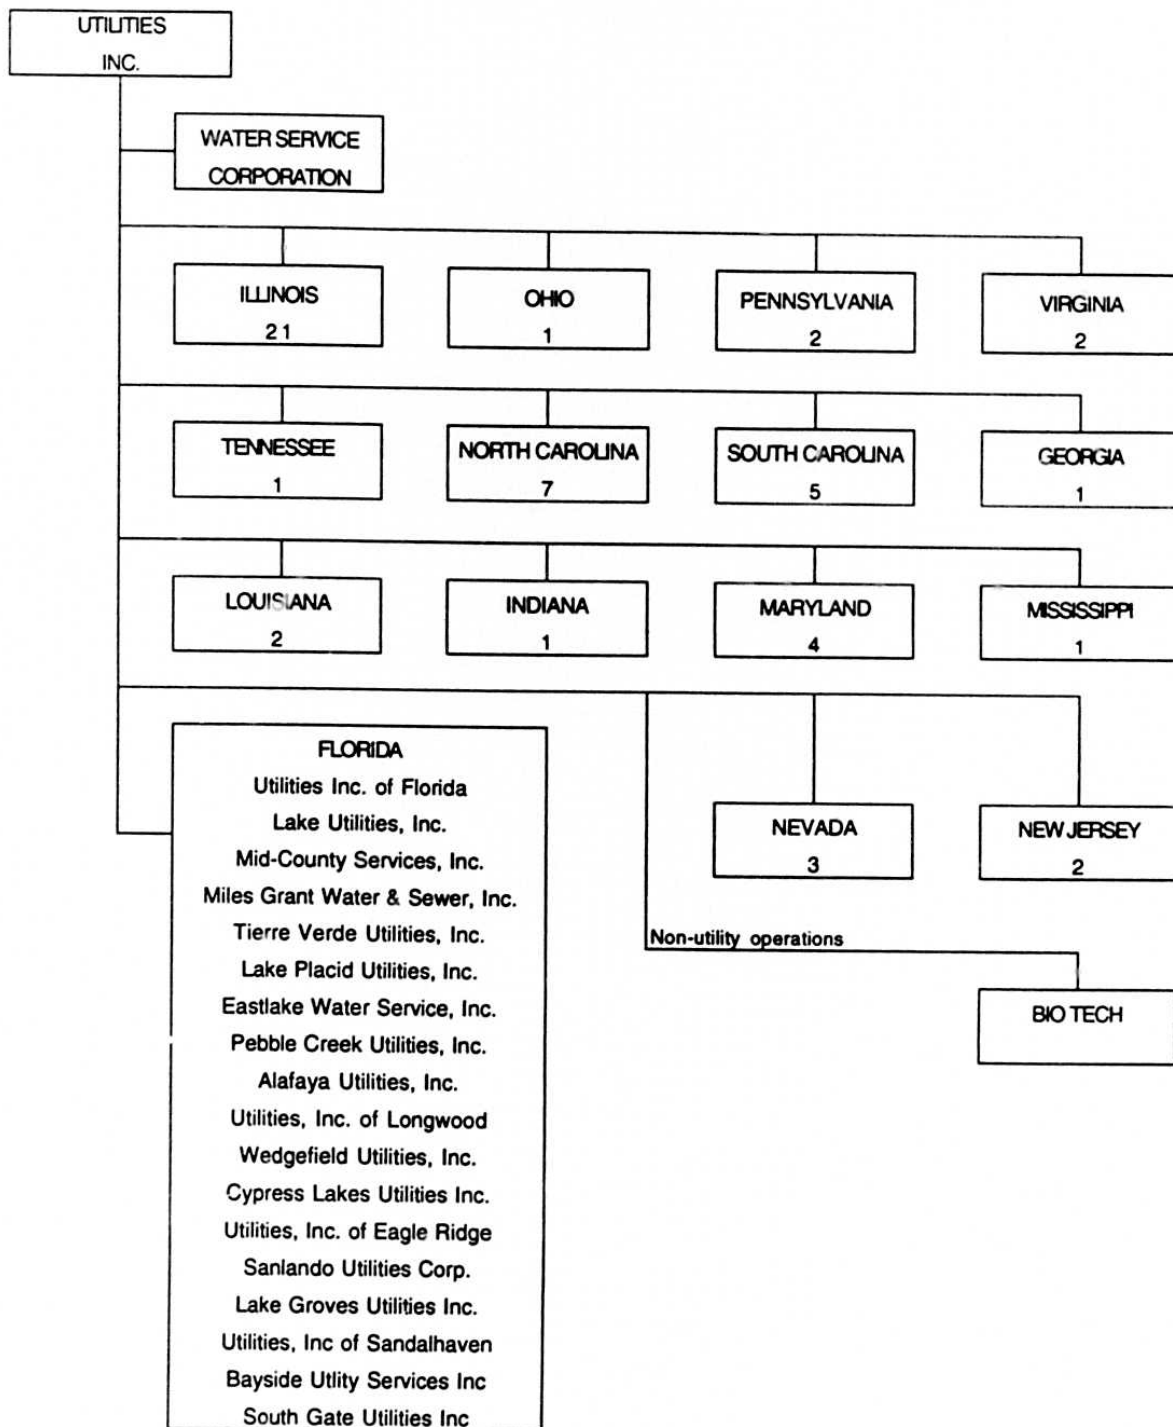 UTILITIES
INC.
WATER SERVICE
CORPORATION
ILLINOIS
21
OHIO
1
PENNSYLVANIA
2
VIRGINIA
2
TENNESSEE
1
NORTH CAROLINA
7
SOUTH CAROLINA
5
GEORGIA
1
LOUISIANA
2
INDIANA
1
MARYLAND
4
MISSISSIPPI
1
FLORIDA
Utilities Inc. of Florida
Lake Utilities, Inc.
Mid-County Services, Inc.
Miles Grant Water & Sewer, Inc.
Tierre Verde Utilities, Inc.
Lake Placid Utilities, Inc.
Eastlake Water Service, Inc.
Pebble Creek Utilities, Inc.
Alafaya Utilities, Inc.
Utilities, Inc. of Longwood
Wedgefield Utilities, Inc.
Cypress Lakes Utilities Inc.
Utilities, Inc. of Eagle Ridge
Sanlando Utilities Corp.
Lake Groves Utilities Inc.
Utilities, Inc of Sandalhaven
Bayside Utlity Services Inc
South Gate Utilities Inc
NEVADA
3
NEW JERSEY
2
Non-utility operations
BIO TECH